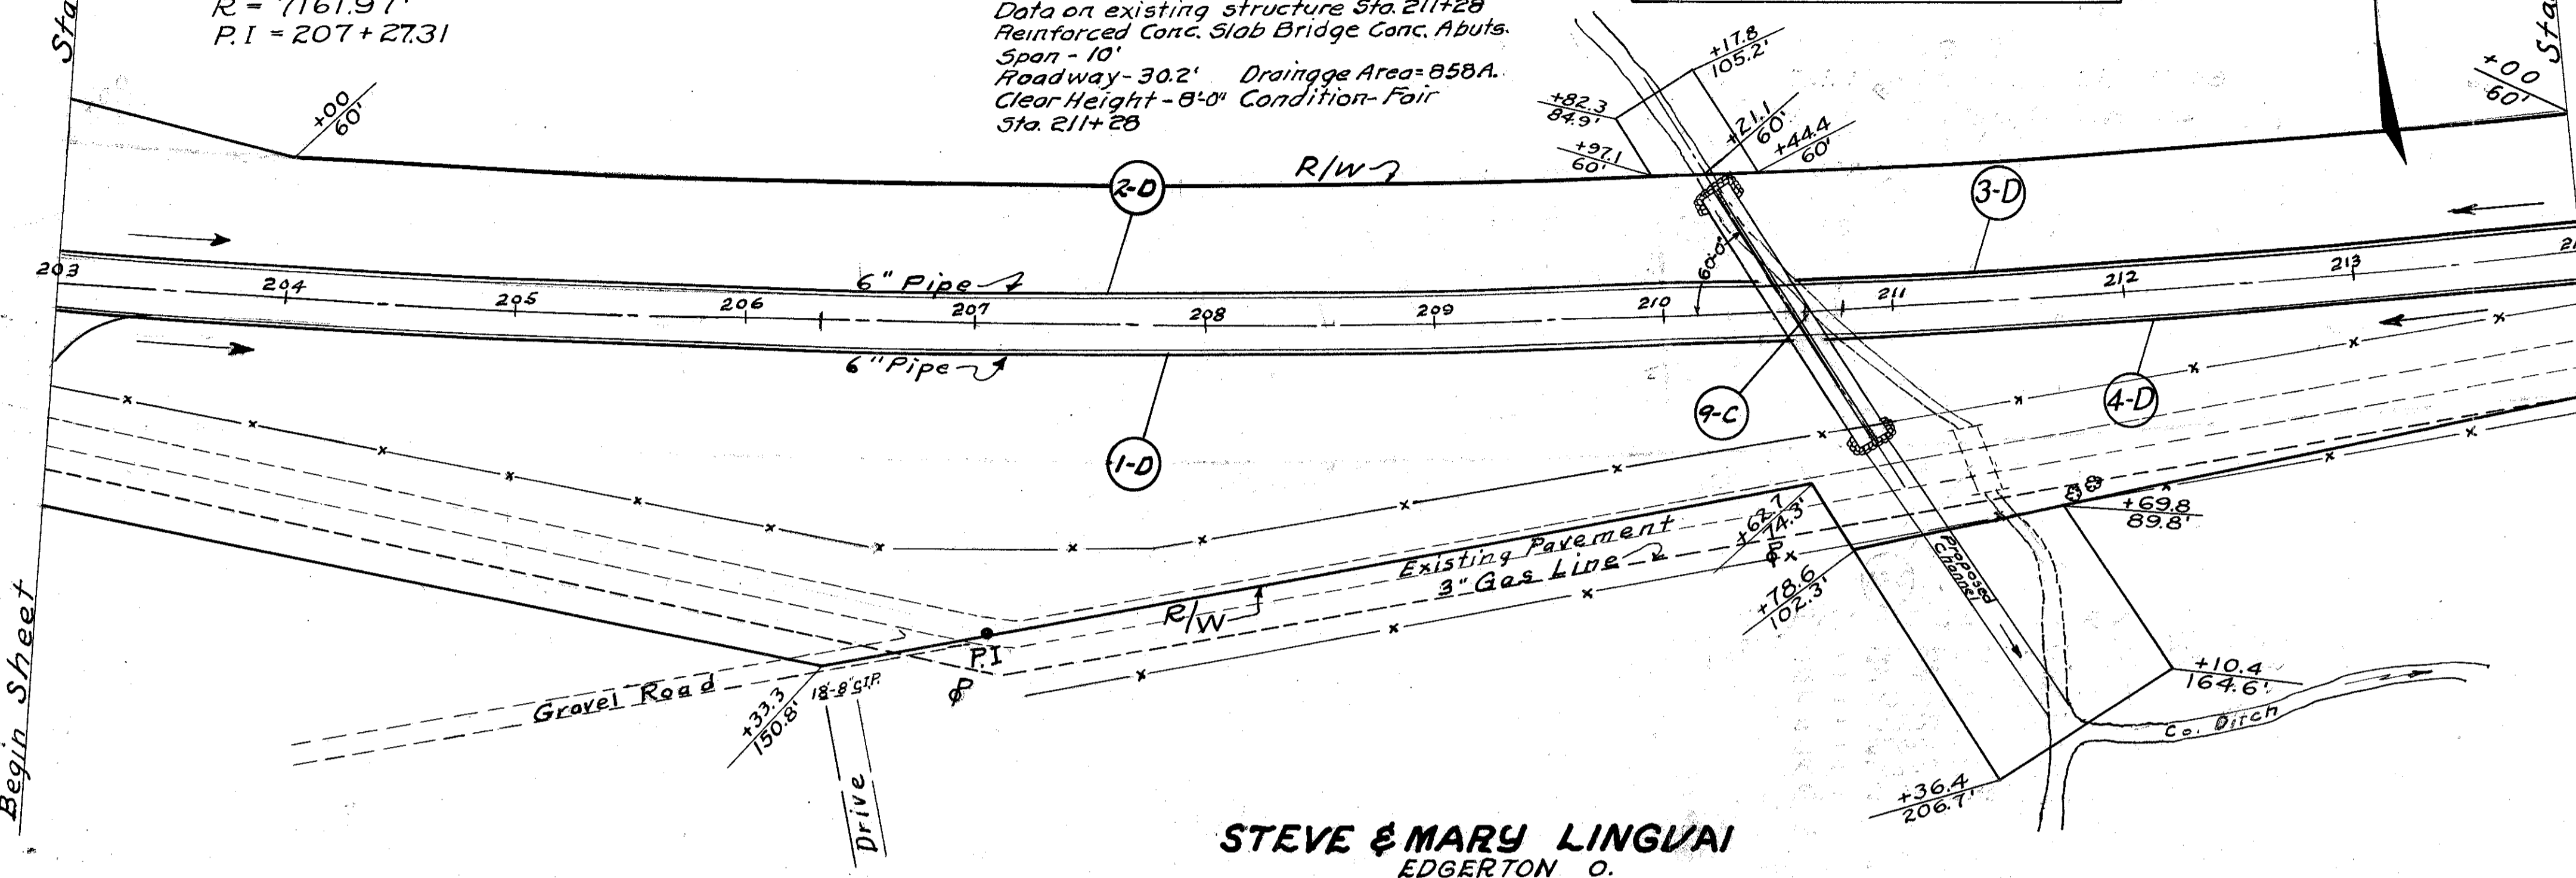 Sta
R = 7161.97'
P.I = 207 + 27.31
Data on existing structure Sta. 211+28
Reinforced Conc. Slab Bridge Conc. Abuts.
Span - 10'
Roadway - 30.2' Draingge Area = 858A.
Clear Height - 8'-0" Condition - Fair
Sta. 211+28
Sta
+00
60'
+82.3
84.9'
+97.1
60'
+17.8
105.2'
+21.1
60'
+44.4
60'
+00
60'
R/W
2-D
3-D
6" Pipe
60°0'
203
204
205
206
207
208
209
210
211
212
213
6" Pipe
1-D
9-C
4-D
Existing Pavement
3" Gas Line
R/W
+62.7
74.3'
+78.6
102.3'
Proposed
Channel
+69.8
89.8'
P.I
Gravel Road
18'-8" C.I.P.
+33.3
150.8'
Drive
+10.4
164.6'
Co. Ditch
+36.4
206.7'
Begin Sheet
STEVE & MARY LINGVAI
EDGERTON O.